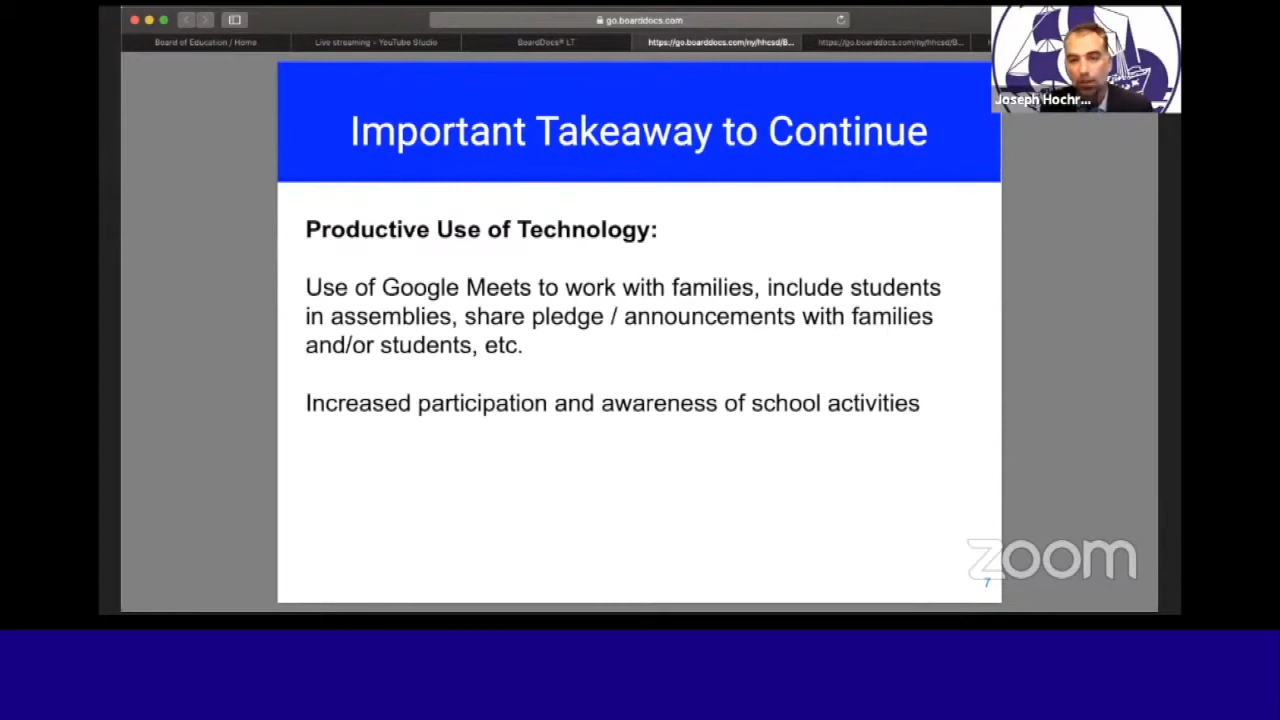 go.boarddocs.com
Board of Education / Home
Live streaming - YouTube Studio
BoardDocs® LT
https://go.boarddocs.com/ny/hhcsd/B...
https://go.boarddocs.com/ny/hhcsd/B...
Joseph Hochr...
Important Takeaway to Continue
Productive Use of Technology:
Use of Google Meets to work with families, include students
in assemblies, share pledge / announcements with families
and/or students, etc.
Increased participation and awareness of school activities
zoom
7